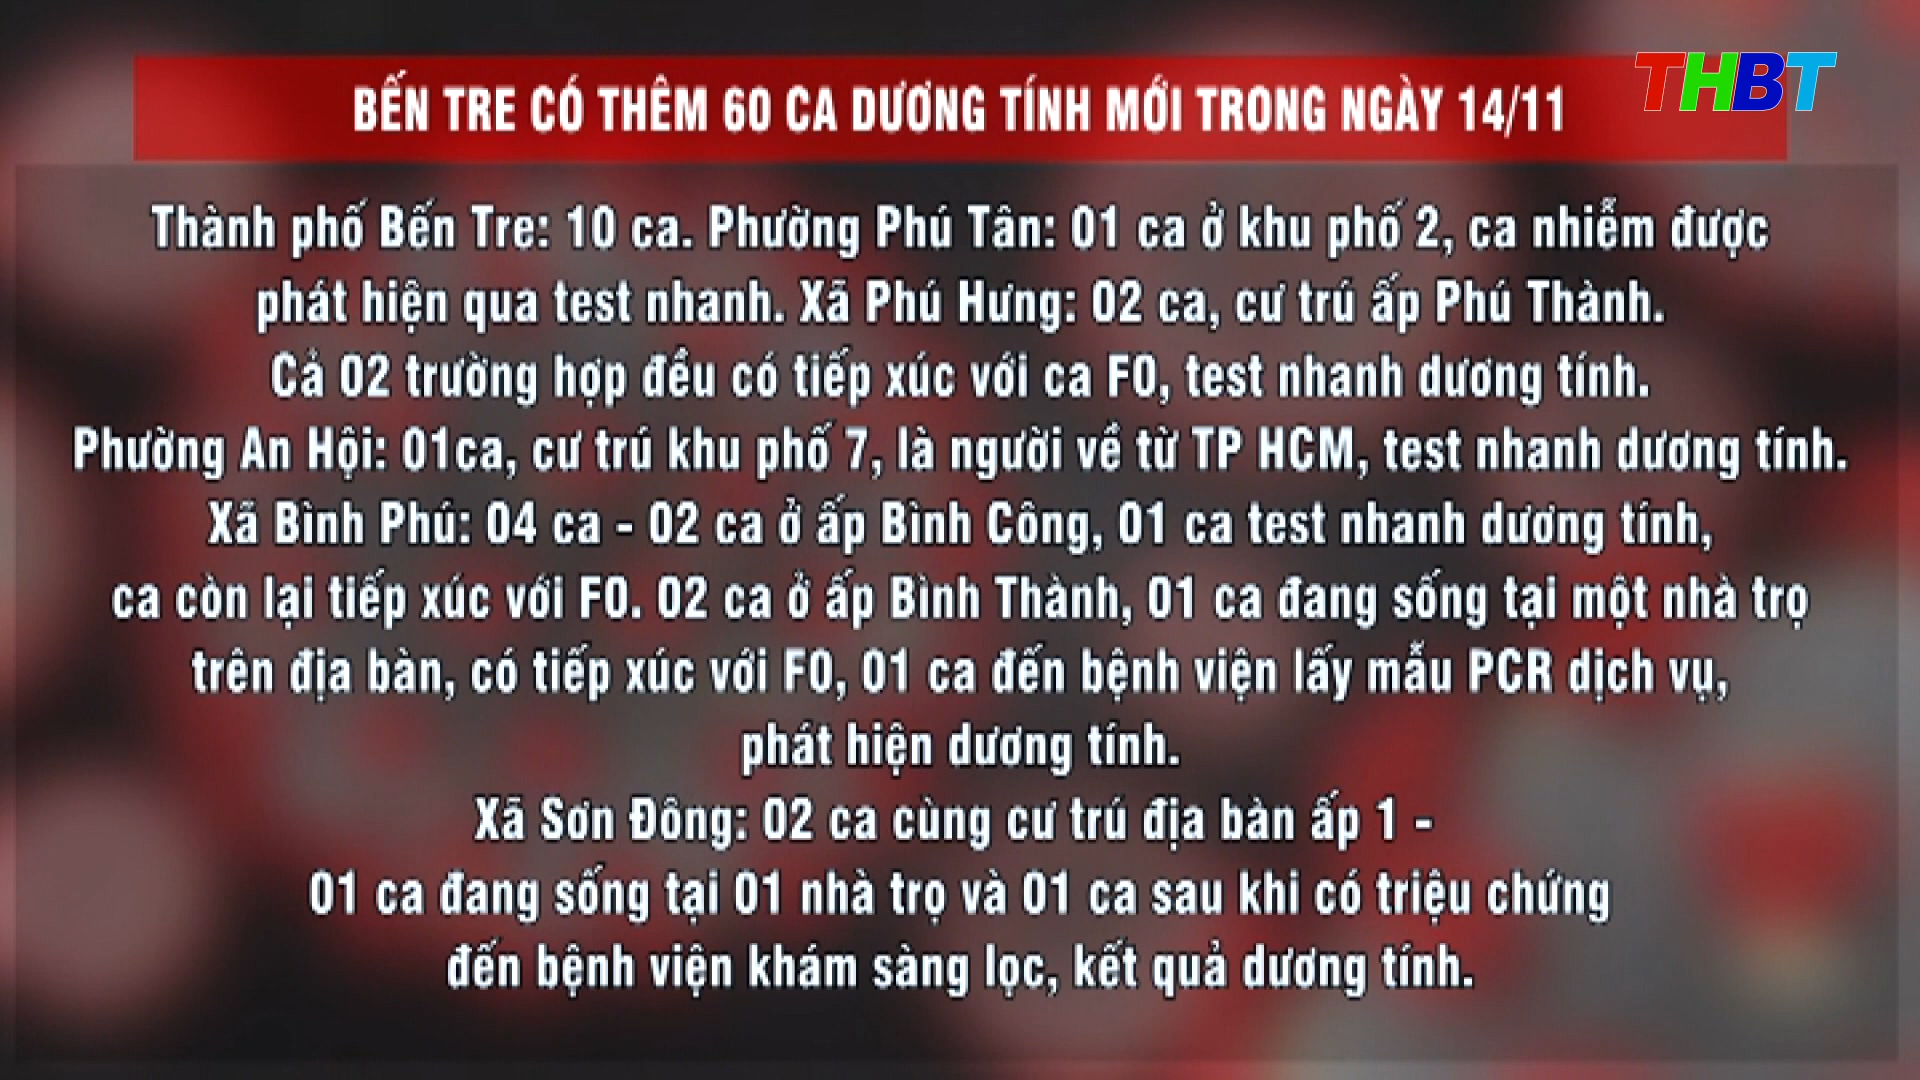 THBT
BẾN TRE CÓ THÊM 60 CA DƯƠNG TÍNH MỚI TRONG NGÀY 14/11
Thành phố Bến Tre: 10 ca. Phường Phú Tân: 01 ca ở khu phố 2, ca nhiễm được
phát hiện qua test nhanh. Xã Phú Hưng: 02 ca, cư trú ấp Phú Thành.
Cả 02 trường hợp đều có tiếp xúc với ca F0, test nhanh dương tính.
Phường An Hội: 01ca, cư trú khu phố 7, là người về từ TP HCM, test nhanh dương tính.
Xã Bình Phú: 04 ca - 02 ca ở ấp Bình Công, 01 ca test nhanh dương tính,
ca còn lại tiếp xúc với F0. 02 ca ở ấp Bình Thành, 01 ca đang sống tại một nhà trọ
trên địa bàn, có tiếp xúc với F0, 01 ca đến bệnh viện lấy mẫu PCR dịch vụ,
phát hiện dương tính.
Xã Sơn Đông: 02 ca cùng cư trú địa bàn ấp 1 -
01 ca đang sống tại 01 nhà trọ và 01 ca sau khi có triệu chứng
đến bệnh viện khám sàng lọc, kết quả dương tính.